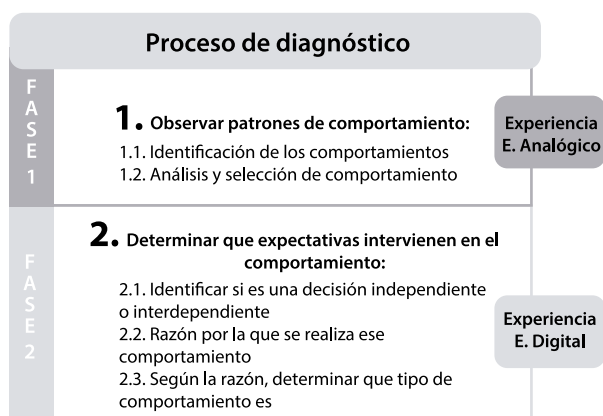 Proceso de diagnóstico
FASE 1
1. Observar patrones de comportamiento:
1.1. Identificación de los comportamientos
1.2. Análisis y selección de comportamiento
Experiencia
E. Analógico
FASE 2
2. Determinar que expectativas intervienen en el
comportamiento:
2.1. Identificar si es una decisión independiente
o interdependiente
2.2. Razón por la que se realiza ese
comportamiento
2.3. Según la razón, determinar que tipo de
comportamiento es
Experiencia
E. Digital